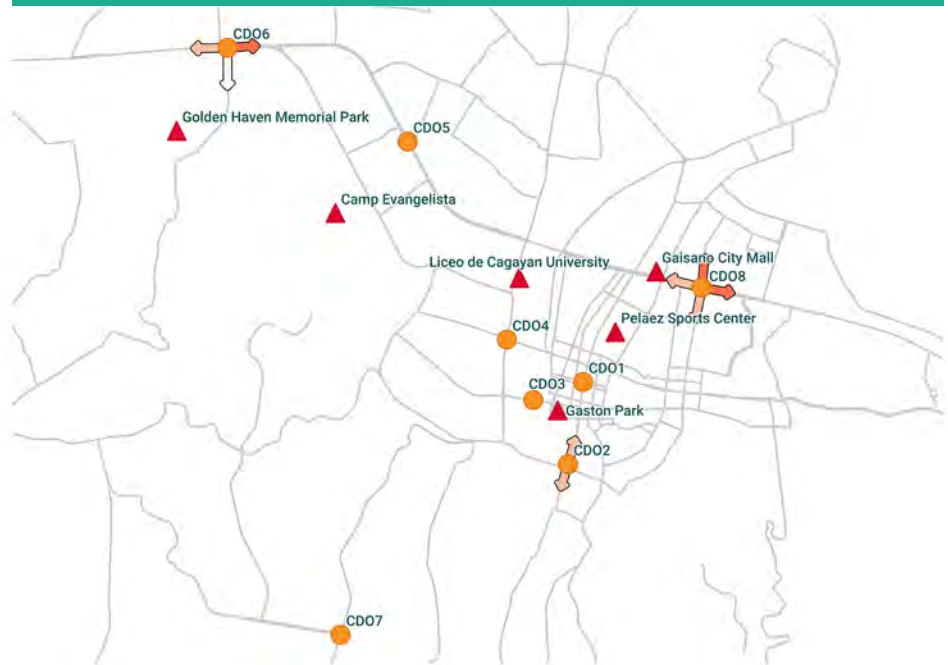 CDO6
Golden Haven Memorial Park
CDO5
Camp Evangelista
Liceo de Cagayan University
Gaisano City Mall
CDO8
Pelaez Sports Center
CDO4
CDO1
CDO3
Gaston Park
CDO2
CDO7